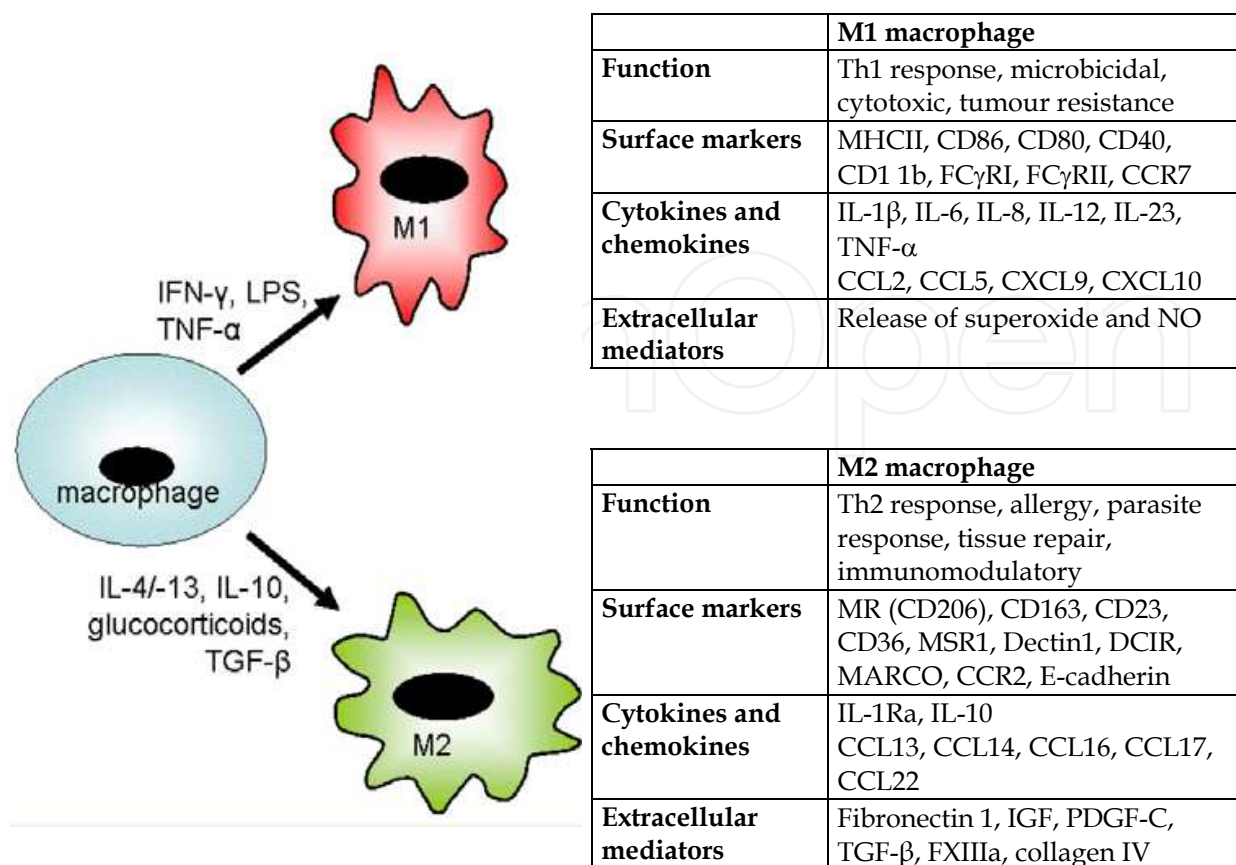 M1
IFN-γ, LPS,
TNF-α
macrophage
IL-4/-13, IL-10,
glucocorticoids,
TGF-β
M2
M1 macrophage
Function Th1 response, microbicidal,
cytotoxic, tumour resistance
Surface markers MHCII, CD86, CD80, CD40,
CD1 1b, FCγRI, FCγRII, CCR7
Cytokines and IL-1β, IL-6, IL-8, IL-12, IL-23,
chemokines TNF-α
CCL2, CCL5, CXCL9, CXCL10
Extracellular Release of superoxide and NO
mediators
M2 macrophage
Function Th2 response, allergy, parasite
response, tissue repair,
immunomodulatory
Surface markers MR (CD206), CD163, CD23,
CD36, MSR1, Dectin1, DCIR,
MARCO, CCR2, E-cadherin
Cytokines and IL-1Ra, IL-10
chemokines CCL13, CCL14, CCL16, CCL17,
CCL22
Extracellular Fibronectin 1, IGF, PDGF-C,
mediators TGF-β, FXIIIa, collagen IV